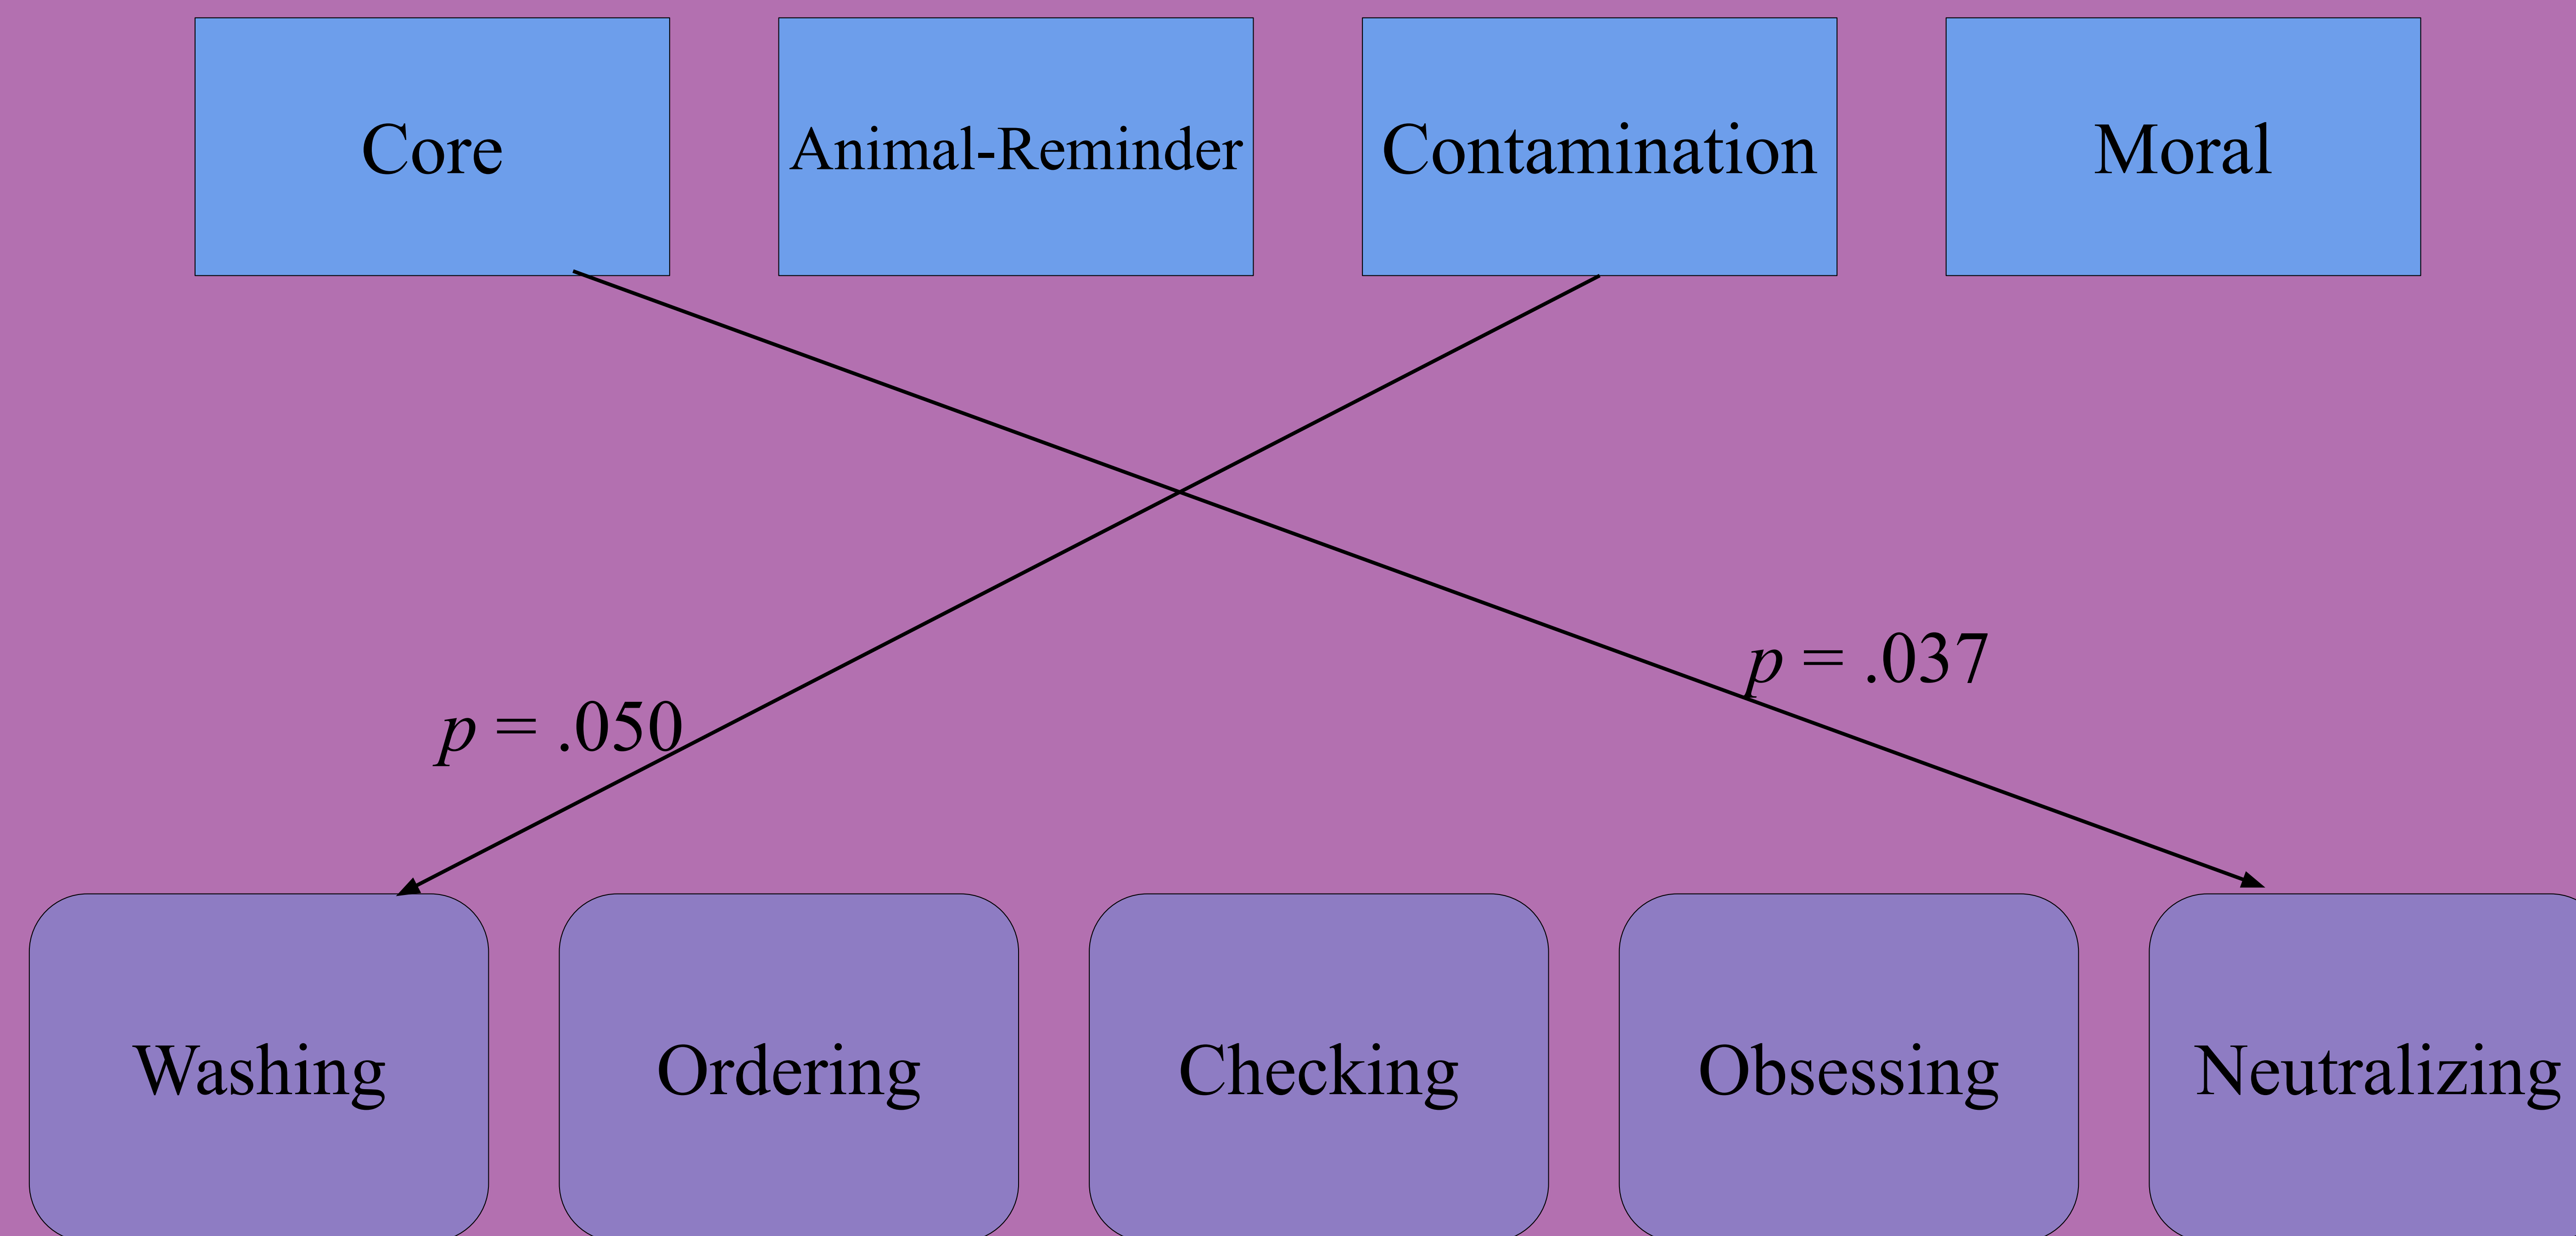 Core
Animal-Reminder
Contamination
Moral
p = .037
p = .050
Washing
Ordering
Checking
Obsessing
Neutralizing